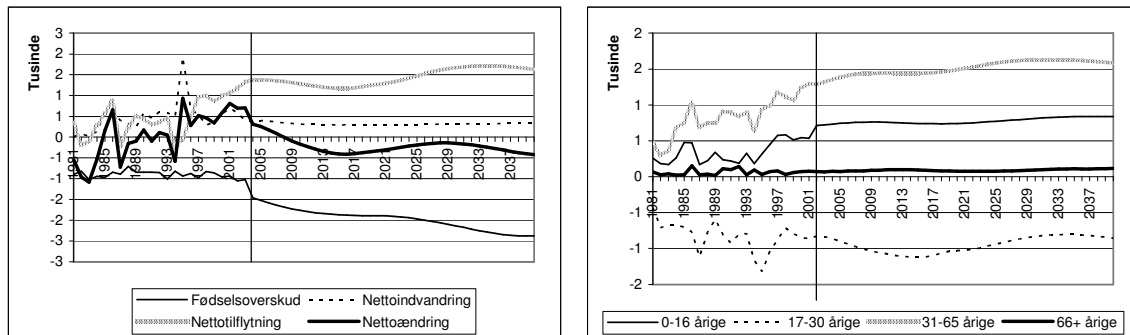 Tusinde
3
2
2
1
1
0
-1
-1
-2
-2
-3
-3
1981 1985 1989 1993 1997 2001 2005 2009 2013 2017 2021 2025 2029 2033 2037
Fødselsoverskud Nettoindvandring
Nettotilflytning Nettoændring
Tusinde
2
2
1
1
0
-1
-1
-2
1981 1985 1989 1993 1997 2001 2005 2009 2013 2017 2021 2025 2029 2033 2037
0-16 årige 17-30 årige 31-65 årige 66+ årige